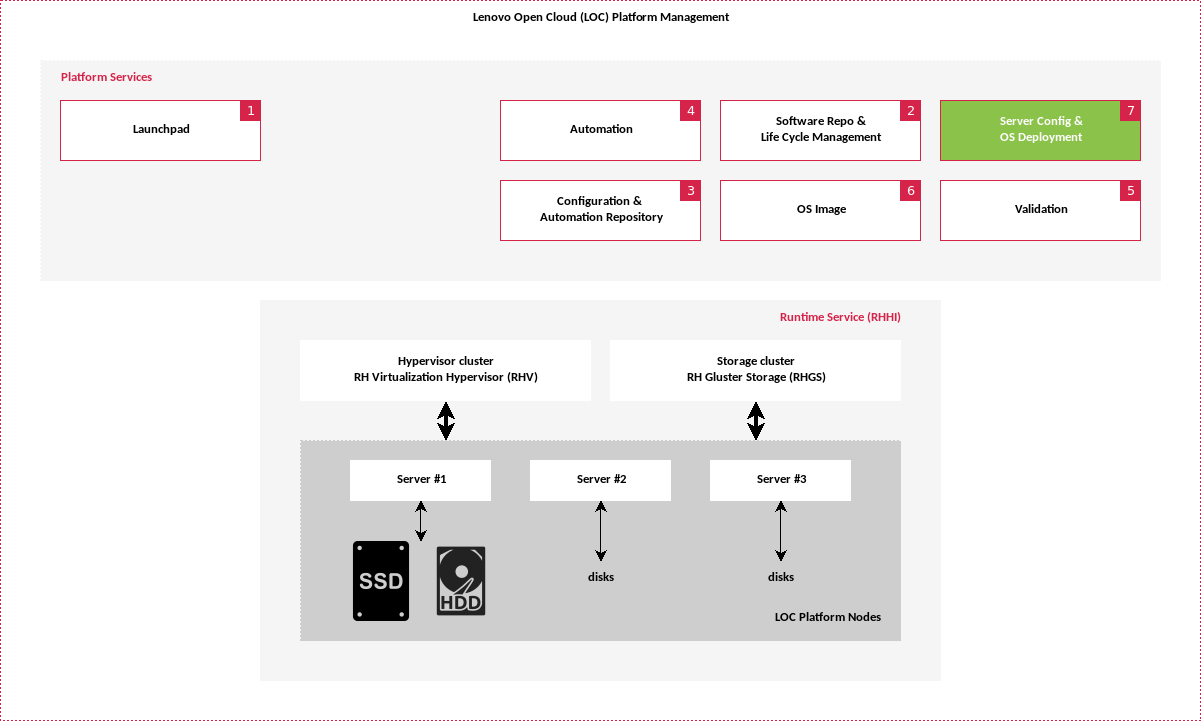 Lenovo Open Cloud (LOC) Platform Management
Platform Services
1
Launchpad
4
Automation
2
Software Repo &
Life Cycle Management
7
Server Config &
OS Deployment
3
Configuration &
Automation Repository
6
OS Image
5
Validation
Runtime Service (RHHI)
Hypervisor cluster
RH Virtualization Hypervisor (RHV)
Storage cluster
RH Gluster Storage (RHGS)
Server #1
Server #2
Server #3
SSD
HDD
disks
disks
LOC Platform Nodes